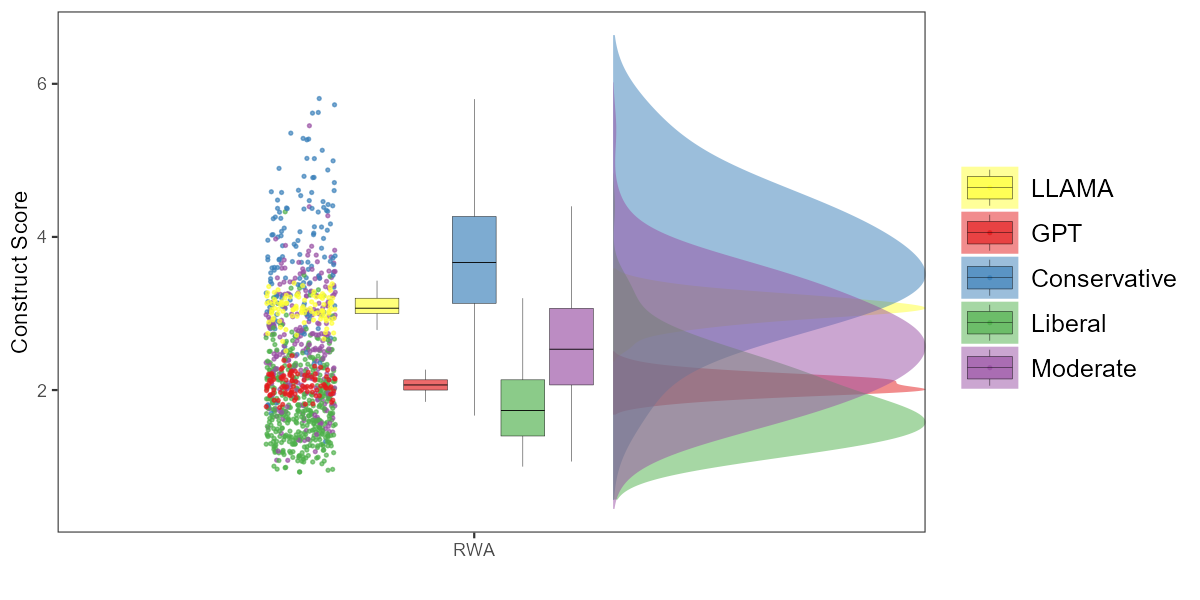 Construct Score
6
4
2
RWA
LLAMA
GPT
Conservative
Liberal
Moderate